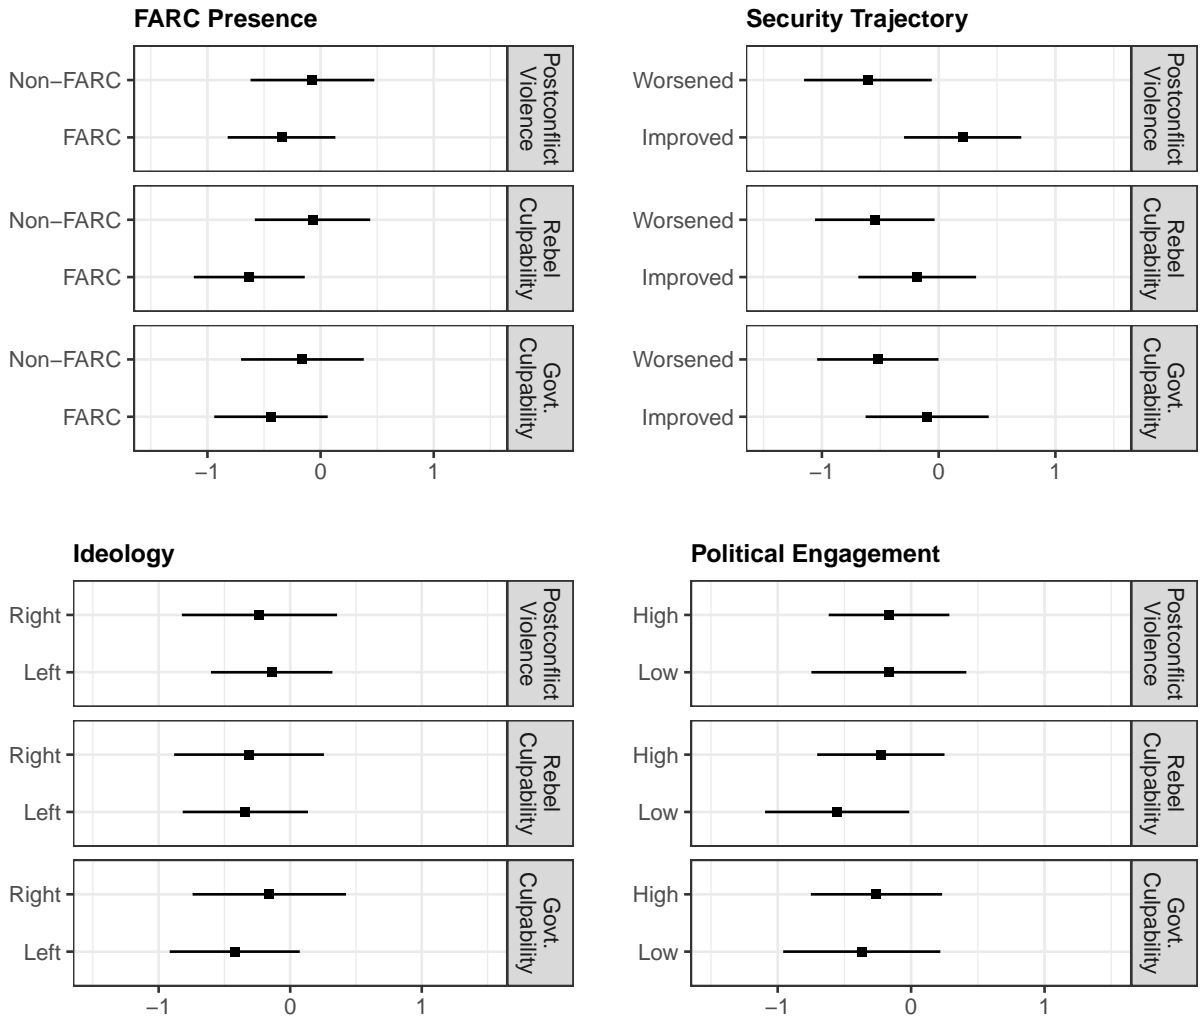 FARC Presence
Non−FARC
FARC
Postconflict
Violence
Non−FARC
FARC
Rebel
Culpability
Non−FARC
FARC
Govt.
Culpability
−1 0 1
Security Trajectory
Worsened
Improved
Postconflict
Violence
Worsened
Improved
Rebel
Culpability
Worsened
Improved
Govt.
Culpability
−1 0 1
Ideology
Right
Left
Postconflict
Violence
Right
Left
Rebel
Culpability
Right
Left
Govt.
Culpability
−1 0 1
Political Engagement
High
Low
Postconflict
Violence
High
Low
Rebel
Culpability
High
Low
Govt.
Culpability
−1 0 1